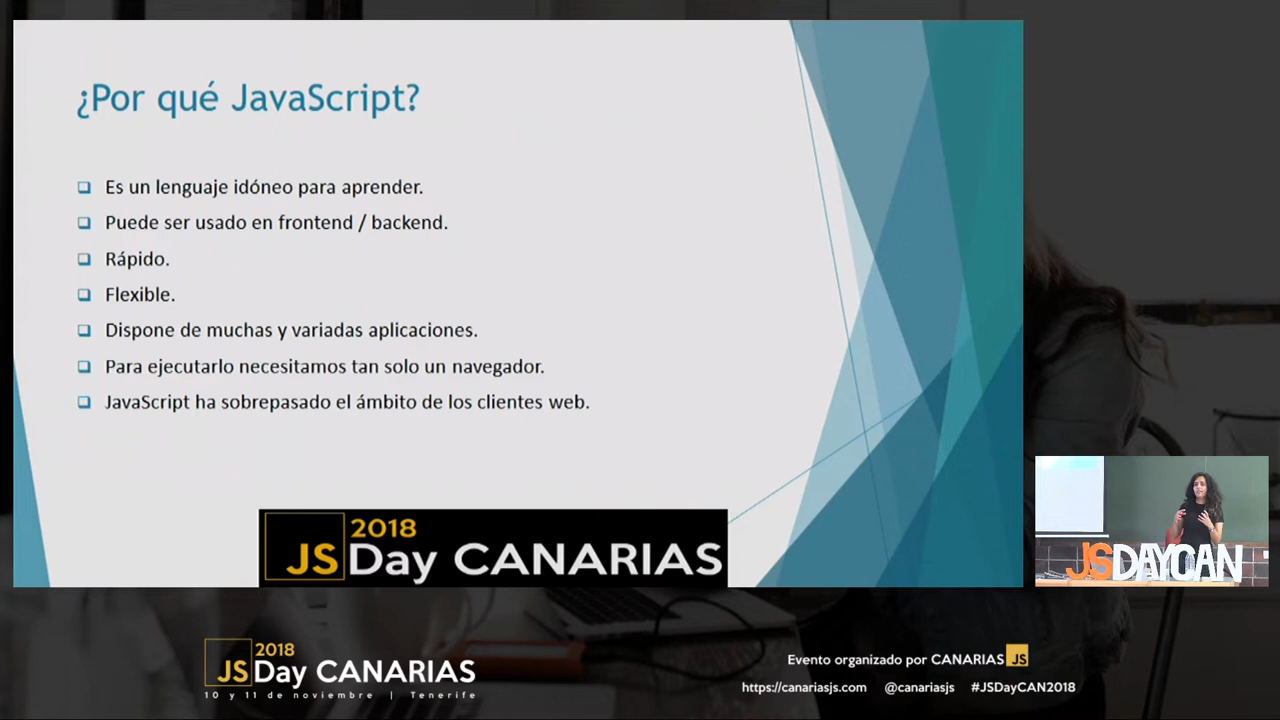 ¿Por qué JavaScript?
Es un lenguaje idóneo para aprender.
Puede ser usado en frontend / backend.
Rápido.
Flexible.
Dispone de muchas y variadas aplicaciones.
Para ejecutarlo necesitamos tan solo un navegador.
JavaScript ha sobrepasado el ámbito de los clientes web.
2018
JS Day CANARIAS
JSDAYCAN
2018
JS Day CANARIAS
10 y 11 de noviembre | Tenerife
Evento organizado por CANARIAS JS
https://canariasjs.com @canariasjs #JSDayCAN2018